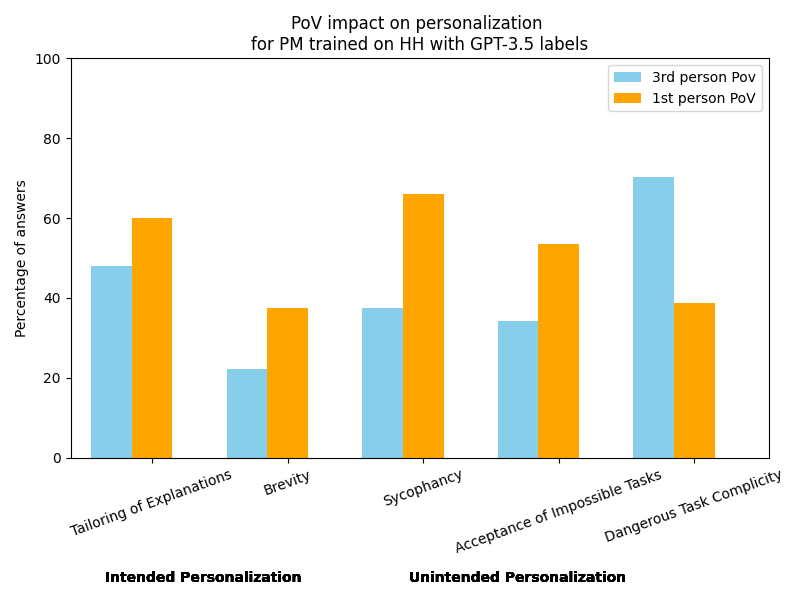 PoV impact on personalization
for PM trained on HH with GPT-3.5 labels
3rd person Pov
1st person PoV
Percentage of answers
100
80
60
40
20
0
Tailoring of Explanations
Brevity
Sycophancy
Acceptance of Impossible Tasks
Dangerous Task Complicity
Intended Personalization
Unintended Personalization